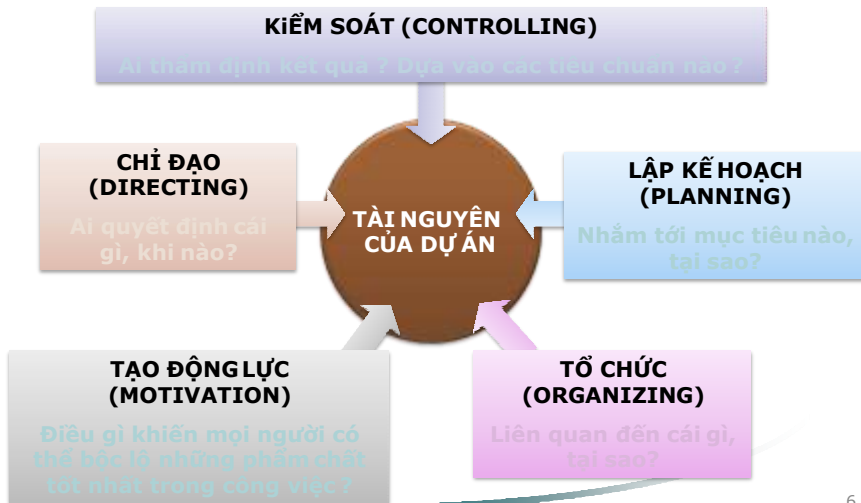 KiỂM SOÁT (CONTROLLING)
Ai thẩm định kết quả ? Dựa vào các tiêu chuẩn nào ?
CHỈ ĐẠO
(DIRECTING)
Ai quyết định cái
gì, khi nào?
LẬP KẾ HOẠCH
(PLANNING)
Nhắm tới mục tiêu nào,
tại sao?
TÀI NGUYÊN
CỦA DỰ ÁN
TẠO ĐỘNG LỰC
(MOTIVATION)
Điều gì khiến mọi người có
thể bộc lộ những phẩm chất
tốt nhất trong công việc ?
TỔ CHỨC
(ORGANIZING)
Liên quan đến cái gì,
tại sao?
6